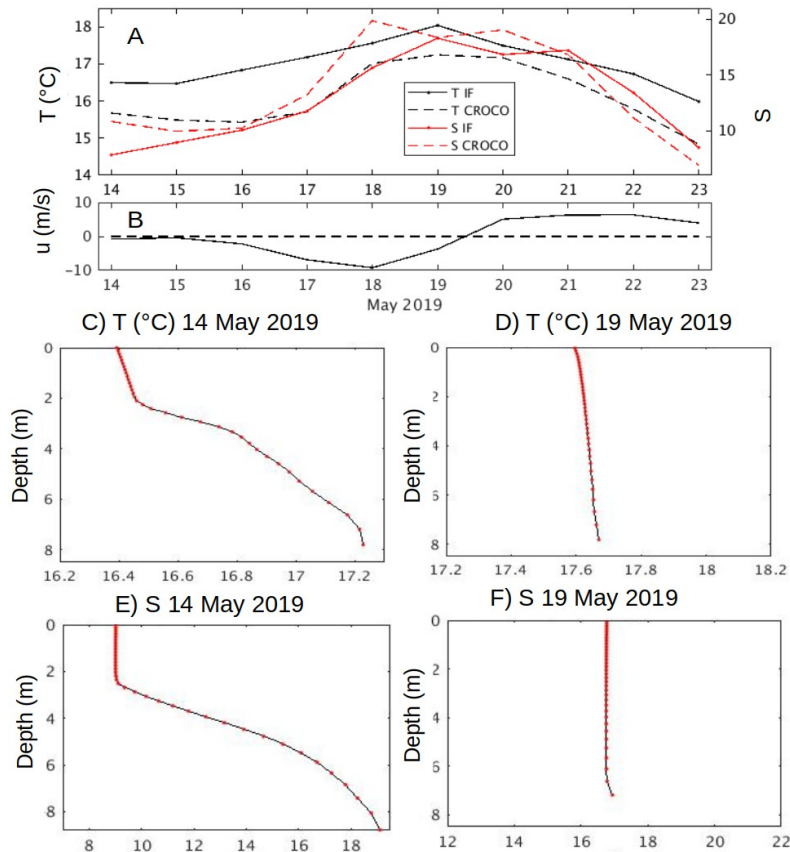 A
T (°C)
18
17
16
15
14
20
15
10
S
T IF
T CROCO
S IF
S CROCO
14 15 16 17 18 19 20 21 22 23
B
u (m/s)
10
0
-10
14 15 16 17 18 19 20 21 22 23
May 2019
C) T (°C) 14 May 2019
D) T (°C) 19 May 2019
Depth (m)
0
2
4
6
8
16.2 16.4 16.6 16.8 17 17.2
Depth (m)
0
2
4
6
8
17.2 17.4 17.6 17.8 18 18.2
E) S 14 May 2019
F) S 19 May 2019
Depth (m)
0
2
4
6
8
8 10 12 14 16 18
Depth (m)
0
2
4
6
8
12 14 16 18 20 22